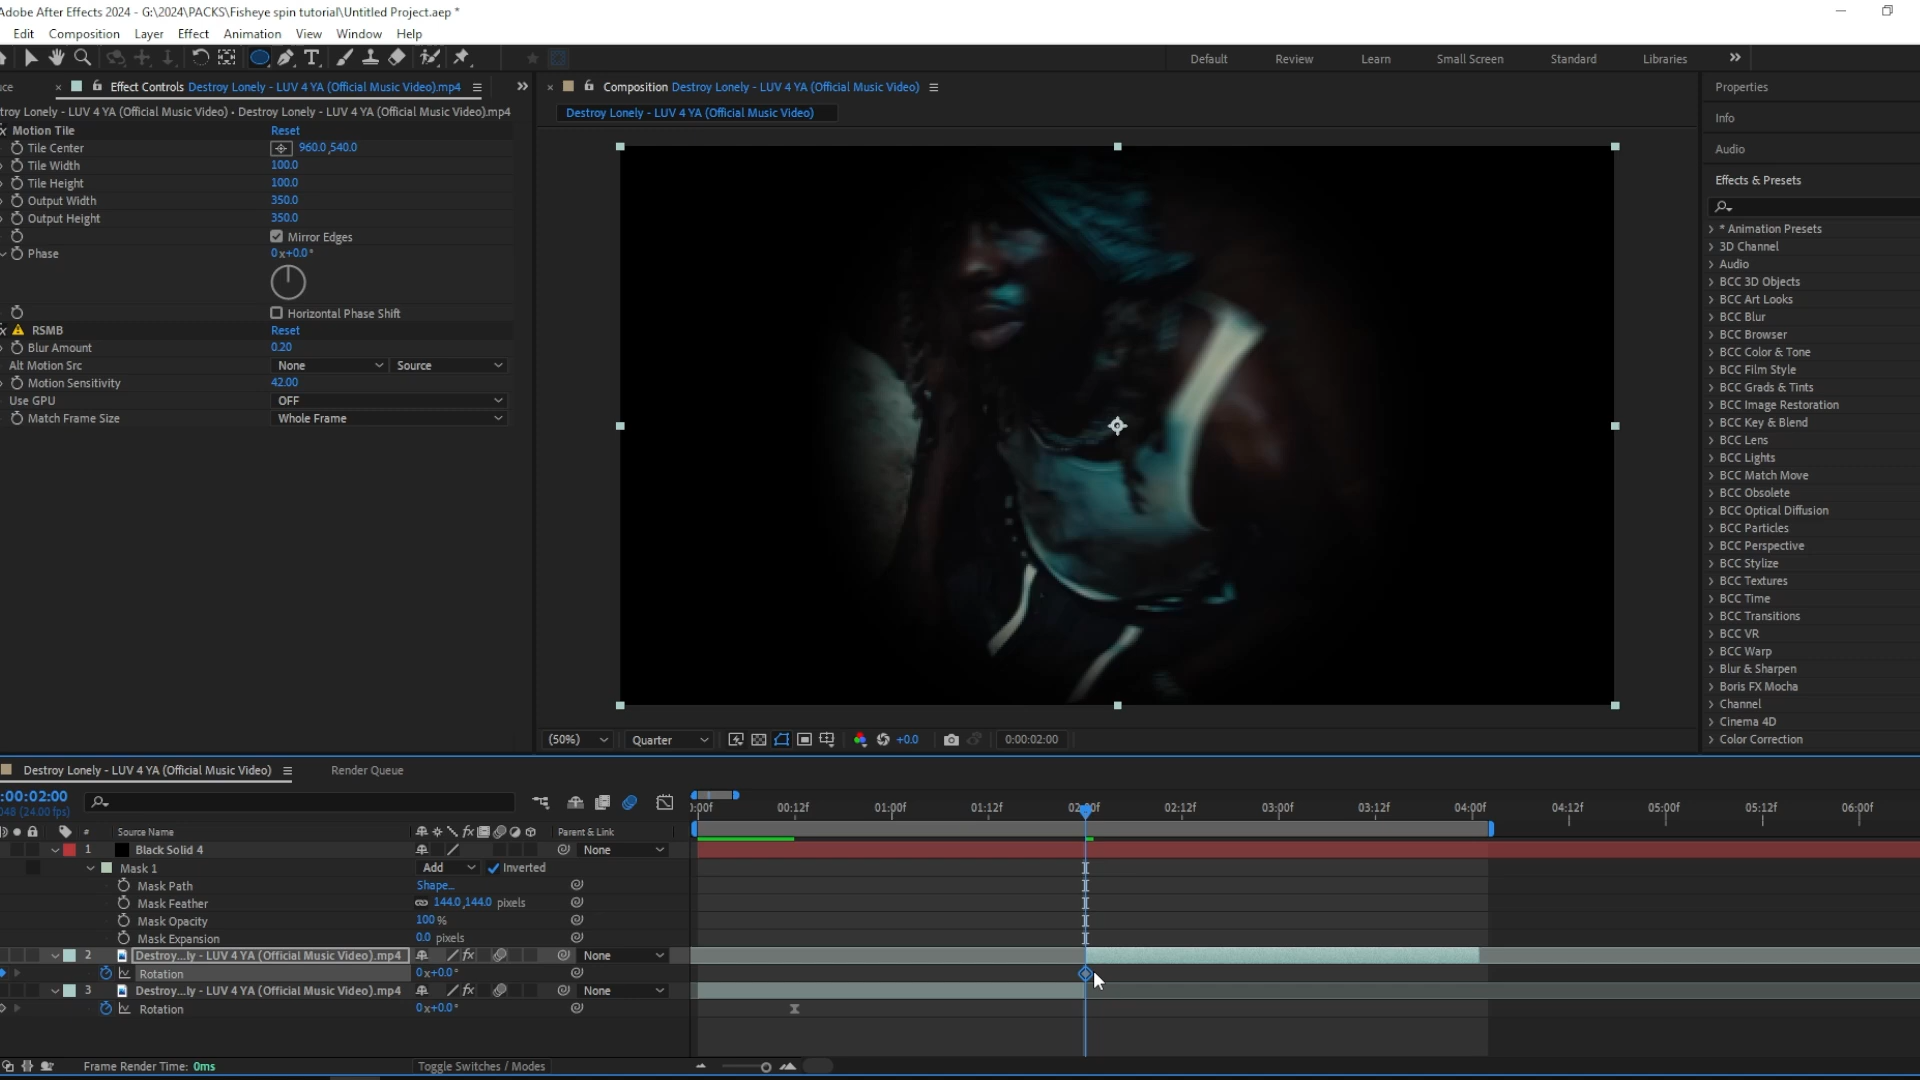 Adobe After Effects 2024 - G:\2024\PACKS\Fisheye spin tutorial\Untitled Project.aep *
Edit Composition Layer Effect Animation View Window Help
Default Review Learn Small Screen Standard Libraries
Effect Controls Destroy Lonely - LUV 4 YA (Official Music Video).mp4
Composition Destroy Lonely - LUV 4 YA (Official Music Video)
Destroy Lonely - LUV 4 YA (Official Music Video)
troy Lonely - LUV 4 YA (Official Music Video) • Destroy Lonely - LUV 4 YA (Official Music Video).mp4
Motion Tile Reset
Tile Center 960.0,540.0
Tile Width 100.0
Tile Height 100.0
Output Width 350.0
Output Height 350.0
Mirror Edges
Phase 0x+0.0°
Horizontal Phase Shift
RSMB Reset
Blur Amount 0.20
Alt Motion Src None Source
Motion Sensitivity 42.00
Use GPU OFF
Match Frame Size Whole Frame
Properties
Info
Audio
Effects & Presets
* Animation Presets
3D Channel
Audio
BCC 3D Objects
BCC Art Looks
BCC Blur
BCC Browser
BCC Color & Tone
BCC Film Style
BCC Grads & Tints
BCC Image Restoration
BCC Key & Blend
BCC Lens
BCC Lights
BCC Match Move
BCC Obsolete
BCC Optical Diffusion
BCC Particles
BCC Perspective
BCC Stylize
BCC Textures
BCC Time
BCC Transitions
BCC VR
BCC Warp
Blur & Sharpen
Boris FX Mocha
Channel
Cinema 4D
Color Correction
(50%) Quarter +0.0 0:00:02:00
Destroy Lonely - LUV 4 YA (Official Music Video) Render Queue
:00:02:00
048 (24.00 fps)
):00f 00:12f 01:00f 01:12f 02:00f 02:12f 03:00f 03:12f 04:00f 04:12f 05:00f 05:12f 06:00f
# Source Name fx Parent & Link
1 Black Solid 4 None
Mask 1 Add Inverted
Mask Path Shape...
Mask Feather 144.0,144.0 pixels
Mask Opacity 100 %
Mask Expansion 0.0 pixels
2 Destroy...ly - LUV 4 YA (Official Music Video).mp4 fx None
Rotation 0x+0.0°
3 Destroy...ly - LUV 4 YA (Official Music Video).mp4 fx None
Rotation 0x+0.0°
Frame Render Time: 0ms Toggle Switches / Modes